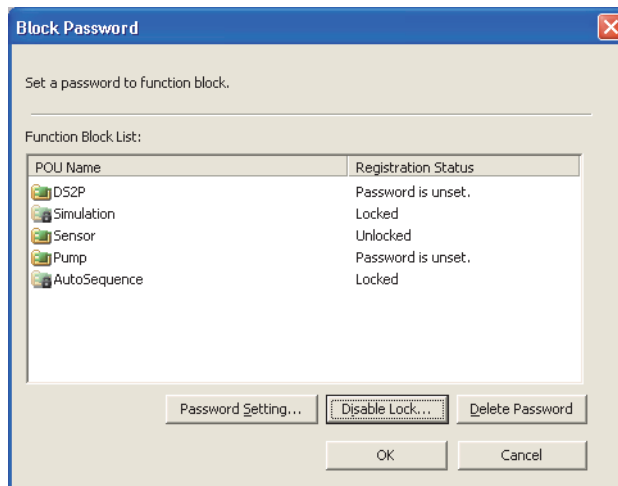 Block Password
Set a password to function block.
Function Block List:
POU Name Registration Status
DS2P Password is unset.
Simulation Locked
Sensor Unlocked
Pump Password is unset.
AutoSequence Locked
Password Setting... Disable Lock... Delete Password
OK Cancel